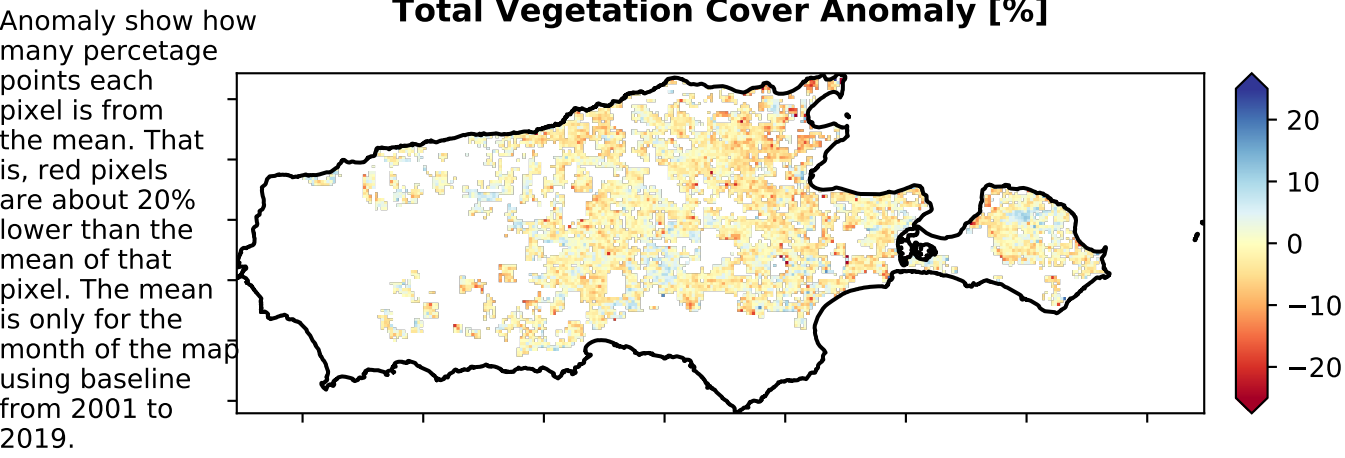 Total Vegetation Cover Anomaly [%]
Anomaly show how
many percetage
points each
pixel is from
the mean. That
is, red pixels
are about 20%
lower than the
mean of that
pixel. The mean
is only for the
month of the map
using baseline
from 2001 to
2019.
20
10
0
−10
−20